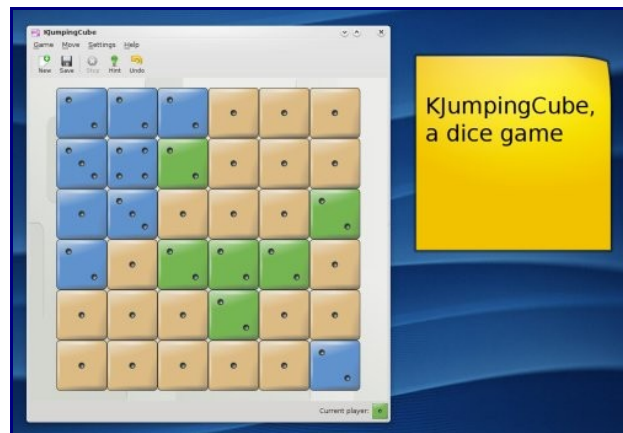 KJumpingCube
Game Move Settings Help
New Save Stop Hint Undo
KJumpingCube,
a dice game
Current player: